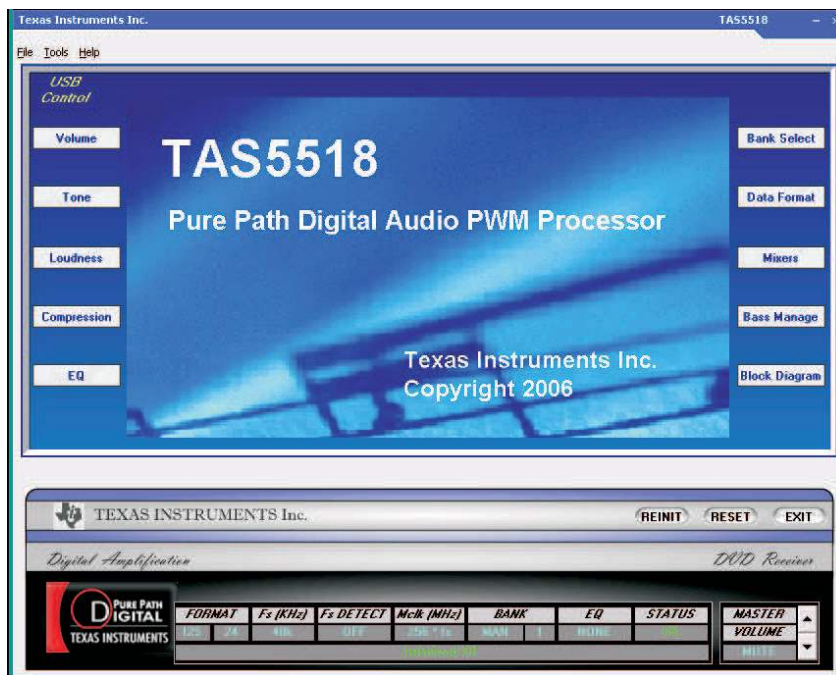 Texas Instruments Inc. TAS5518
File Tools Help
USB
Control
Volume
Tone
Loudness
Compression
EQ
TAS5518
Pure Path Digital Audio PWM Processor
Texas Instruments Inc.
Copyright 2006
Bank Select
Data Format
Mixers
Bass Manage
Block Diagram
TEXAS INSTRUMENTS Inc.
REINIT RESET EXIT
Digital Amplification DVD Receiver
PURE PATH
DIGITAL
TEXAS INSTRUMENTS
FORMAT Fs (KHz) Fs DETECT Mclk (MHz) BANK EQ STATUS
24 48k OFF 256 * fs MAN 1 NONE
MASTER
VOLUME
MUTE